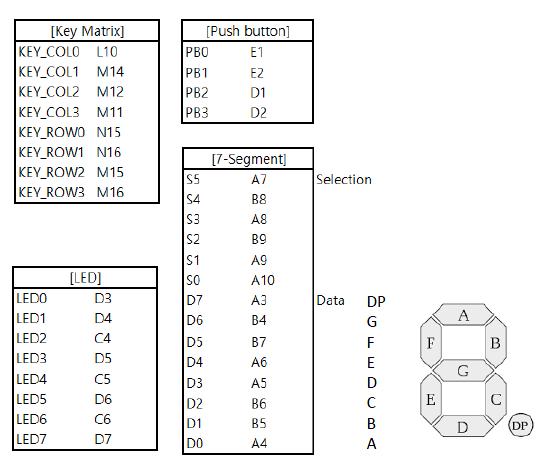 [Key Matrix]
KEY_COL0 L10
KEY_COL1 M14
KEY_COL2 M12
KEY_COL3 M11
KEY_ROW0 N15
KEY_ROW1 N16
KEY_ROW2 M15
KEY_ROW3 M16
[Push button]
PB0 E1
PB1 E2
PB2 D1
PB3 D2
[7-Segment]
S5 A7 Selection
S4 B8
S3 A8
S2 B9
S1 A9
S0 A10
D7 A3 Data DP
D6 B4 G
D5 B7 F
D4 A6 E
D3 A5 D
D2 B6 C
D1 B5 B
D0 A4 A
[LED]
LED0 D3
LED1 D4
LED2 C4
LED3 D5
LED4 C5
LED5 D6
LED6 C6
LED7 D7
A
F B
G
E C
D DP